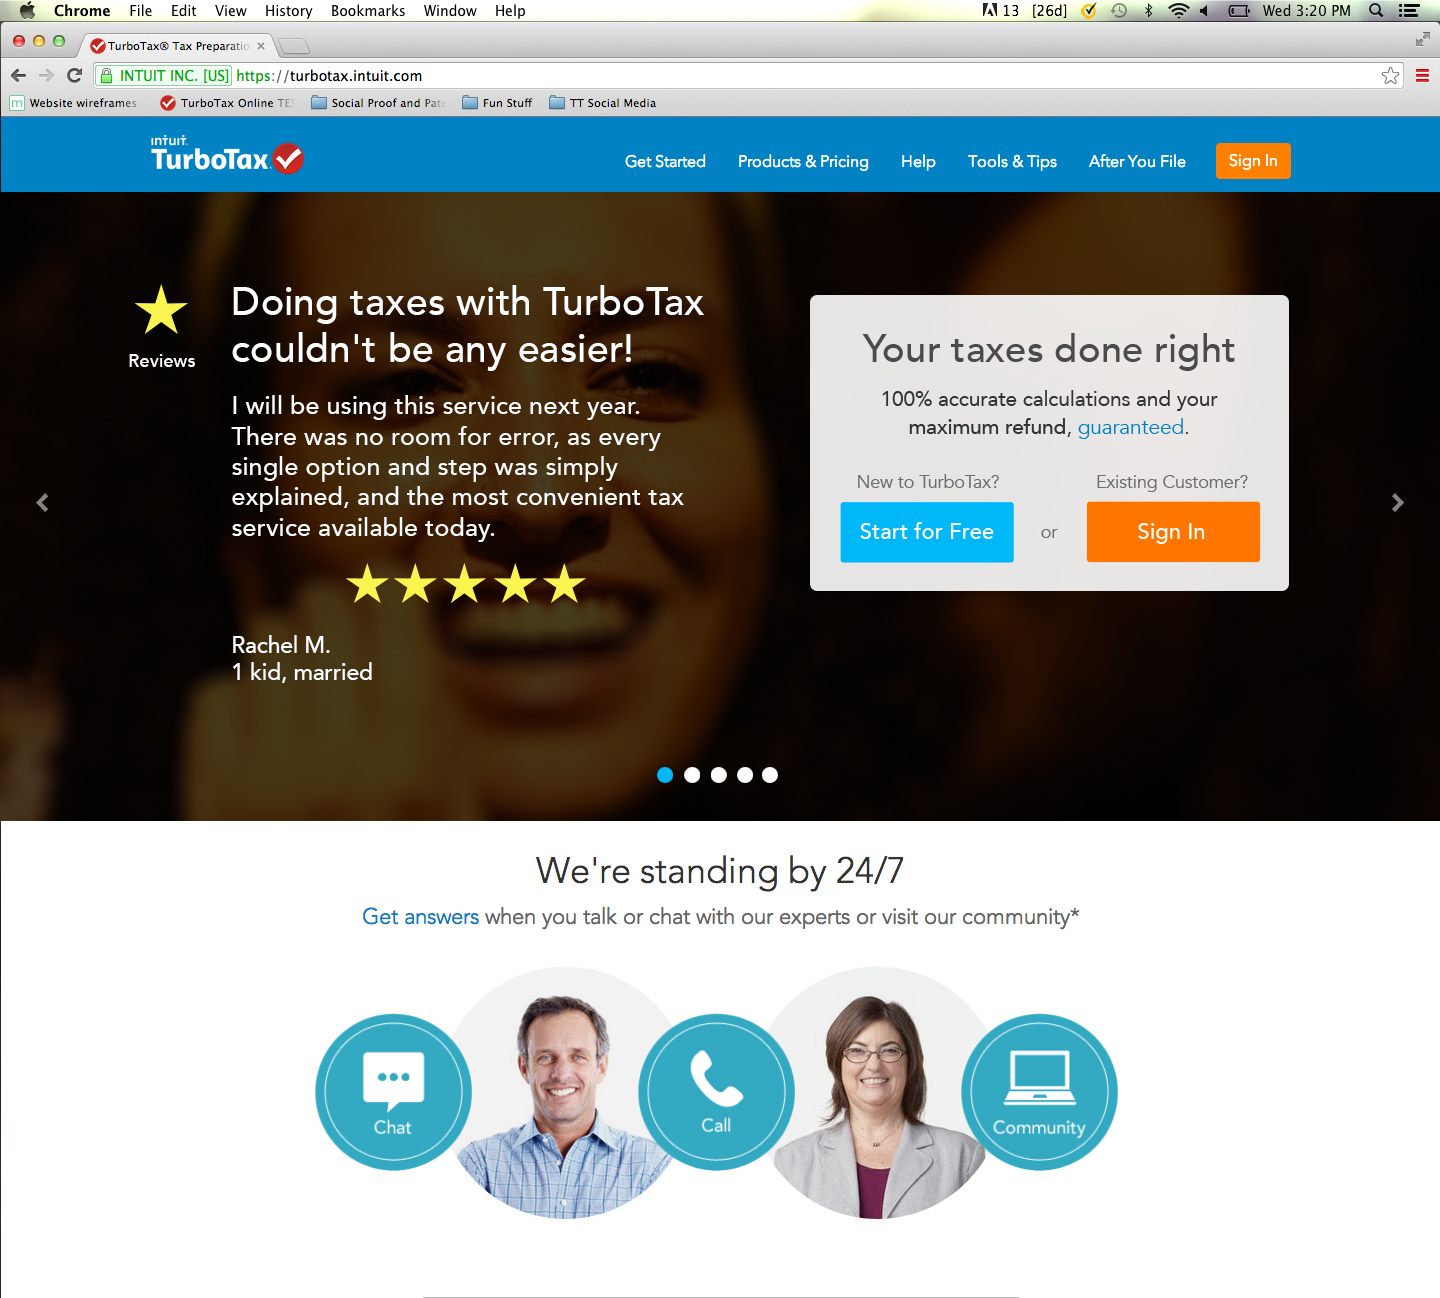 Chrome File Edit View History Bookmarks Window Help 13 [26d] Wed 3:20 PM
TurboTax® Tax Preparatio
INTUIT INC. [US] https://turbotax.intuit.com
m Website wireframes: TurboTax Online TES Social Proof and Pate Fun Stuff TT Social Media
intuit.
TurboTax
Get Started Products & Pricing Help Tools & Tips After You File Sign In
Reviews
Doing taxes with TurboTax
couldn't be any easier!
I will be using this service next year.
There was no room for error, as every
single option and step was simply
explained, and the most convenient tax
service available today.
Rachel M.
1 kid, married
Your taxes done right
100% accurate calculations and your
maximum refund, guaranteed.
New to TurboTax? Existing Customer?
Start for Free or Sign In
We're standing by 24/7
Get answers when you talk or chat with our experts or visit our community*
Chat Call Community